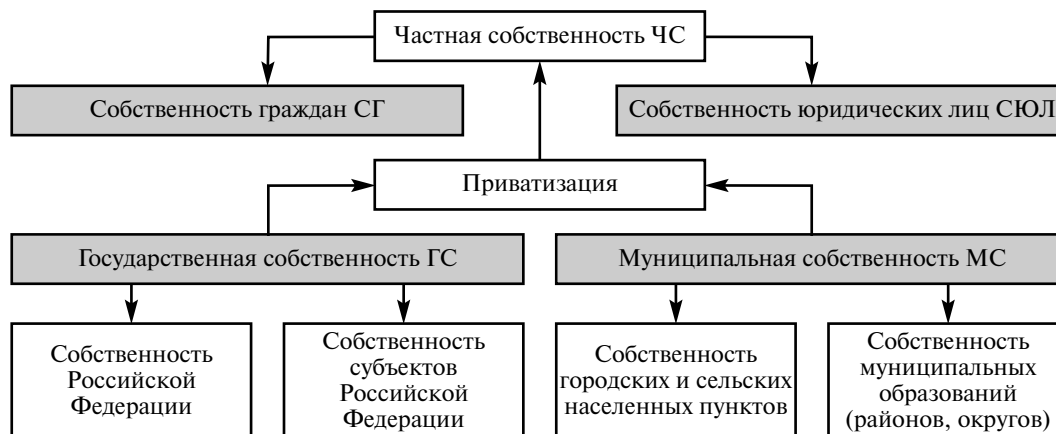 Частная собственность ЧС
Собственность граждан СГ
Собственность юридических лиц СЮЛ
Приватизация
Государственная собственность ГС
Муниципальная собственность МС
Собственность
Российской
Федерации
Собственность
субъектов
Российской
Федерации
Собственность
городских и сельских
населенных пунктов
Собственность
муниципальных
образований
(районов, округов)